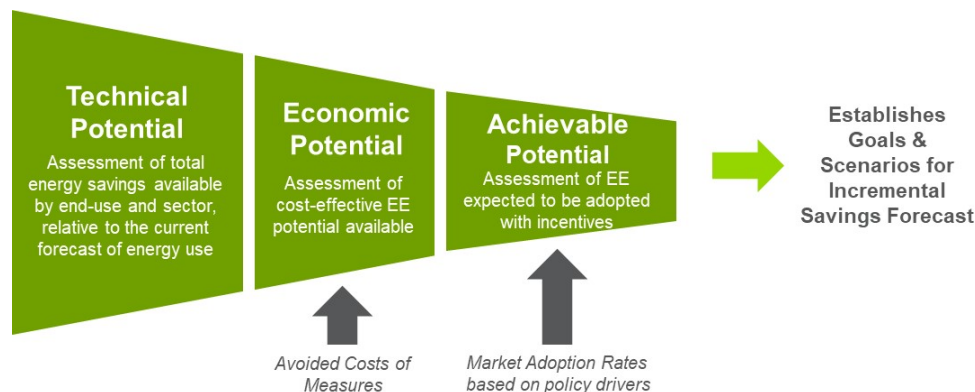 Technical
Potential
Assessment of total
energy savings available
by end-use and sector,
relative to the current
forecast of energy use
Economic
Potential
Assessment of
cost-effective EE
potential available
Achievable
Potential
Assessment of EE
expected to be adopted
with incentives
Establishes
Goals &
Scenarios for
Incremental
Savings Forecast
Avoided Costs of
Measures
Market Adoption Rates
based on policy drivers